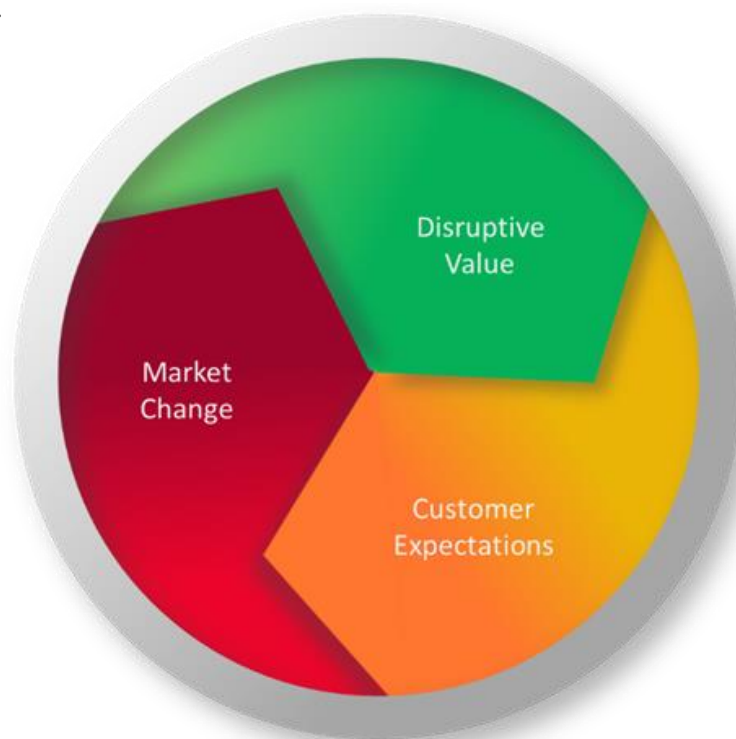 Disruptive
Value
Market
Change
Customer
Expectations